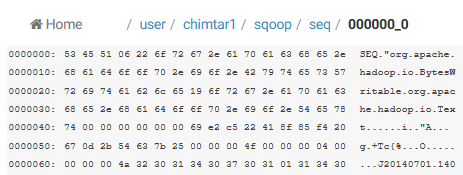 Home / user / chimtar1 / sqoop / seq / 000000_0
0000000: 53 45 51 06 22 6f 72 67 2e 61 70 61 63 68 65 2e SEQ."org.apache.
0000010: 68 61 64 6f 6f 70 2e 69 6f 2e 42 79 74 65 73 57 hadoop.io.BytesW
0000020: 72 69 74 61 62 6c 65 19 6f 72 67 2e 61 70 61 63 ritable.org.apac
0000030: 68 65 2e 68 61 64 6f 6f 70 2e 69 6f 2e 54 65 78 he.hadoop.io.Tex
0000040: 74 00 00 00 00 00 00 69 e2 c5 22 41 8f 85 f4 20 t......i.."A...
0000050: 67 0d 2b 54 63 7b 25 00 00 00 4f 00 00 00 04 00 g.+Tc{%...O.....
0000060: 00 00 00 4a 32 30 31 34 30 37 30 31 01 31 34 30 ...J20140701.140